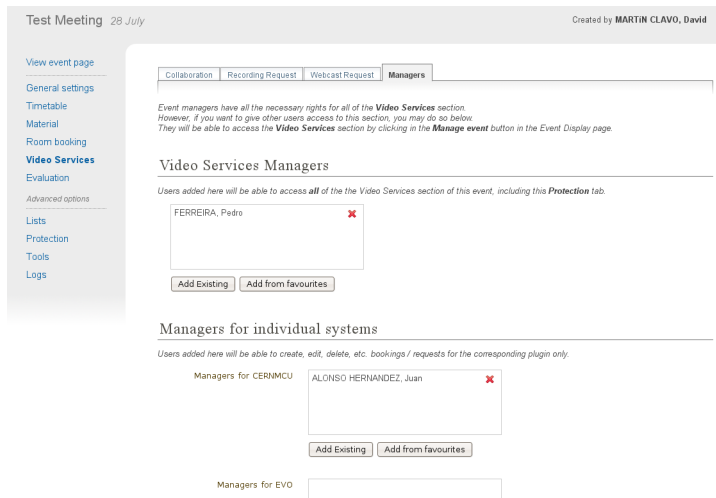 Test Meeting 28 July
Created by MARTiN CLAVO, David
View event page
General settings
Timetable
Material
Room booking
Video Services
Evaluation
Advanced options
Lists
Protection
Tools
Logs
Collaboration Recording Request Webcast Request Managers
Event managers have all the necessary rights for all of the Video Services section.
However, if you want to give other users access to this section, you may do so below.
They will be able to access the Video Services section by clicking in the Manage event button in the Event Display page.
Video Services Managers
Users added here will be able to access all of the the Video Services section of this event, including this Protection tab.
FERREIRA, Pedro
Add Existing Add from favourites
Managers for individual systems
Users added here will be able to create, edit, delete, etc. bookings / requests for the corresponding plugin only.
Managers for CERNMCU ALONSO HERNANDEZ, Juan
Add Existing Add from favourites
Managers for EVO